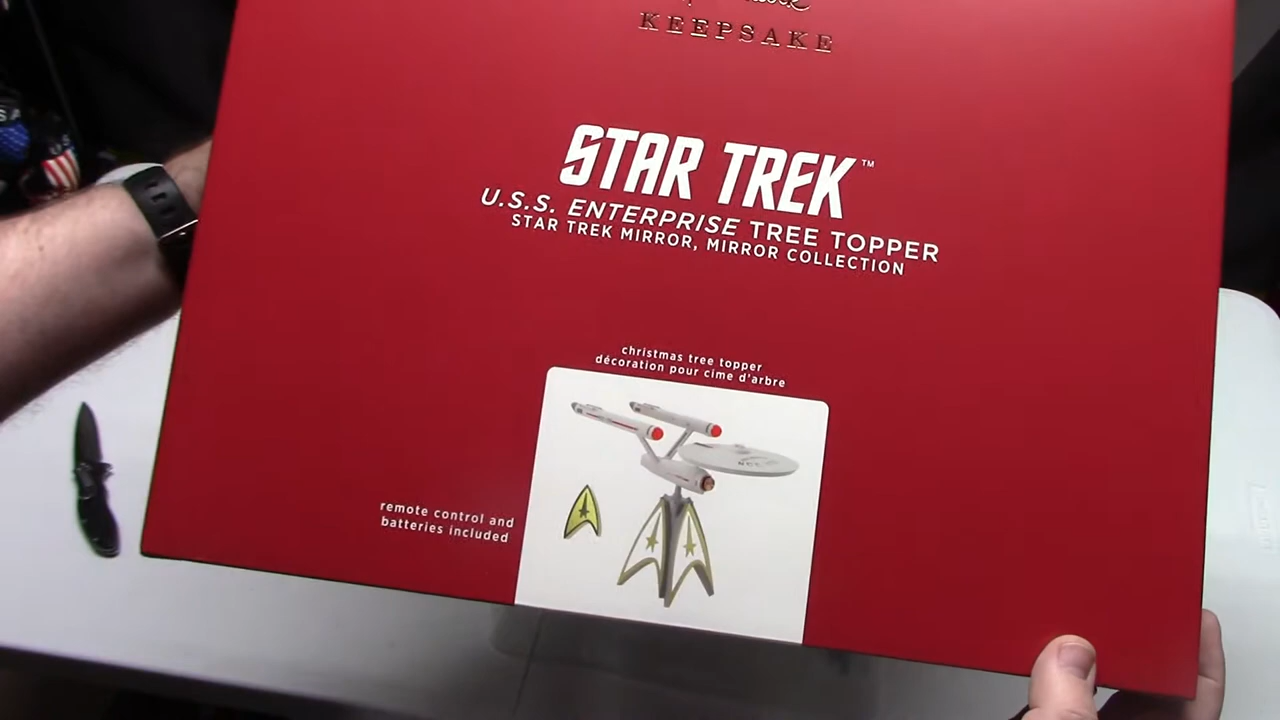 KEEPSAKE
STAR TREK™
U.S.S. ENTERPRISE TREE TOPPER
STAR TREK MIRROR, MIRROR COLLECTION
christmas tree topper
décoration pour cime d'arbre
remote control and
batteries included